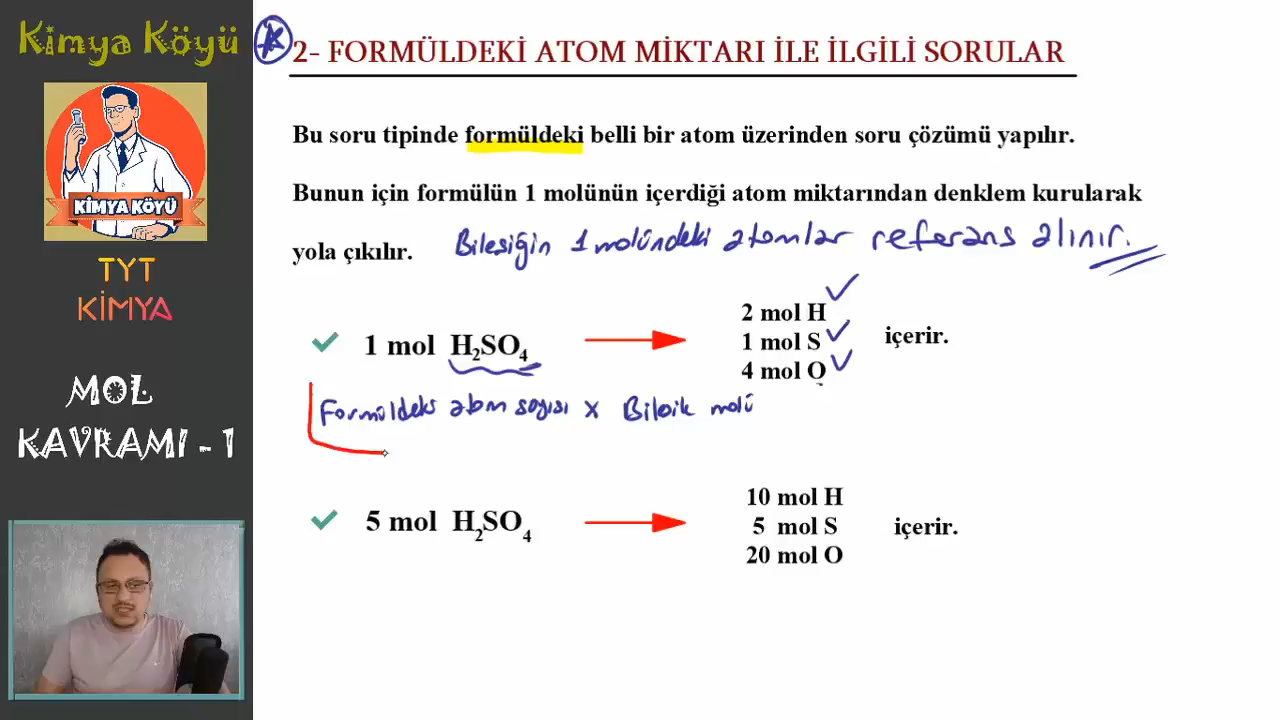 Kimya Köyü
KİMYA KÖYÜ
TYT
KİMYA
MOL
KAVRAMI - 1
2- FORMÜLDEKİ ATOM MİKTARI İLE İLGİLİ SORULAR
Bu soru tipinde formüldeki belli bir atom üzerinden soru çözümü yapılır.
Bunun için formülün 1 molünün içerdiği atom miktarından denklem kurularak
yola çıkılır. Bileşiğin 1 molündeki atomlar referans alınır.
1 mol H₂SO₄
2 mol H
1 mol S
4 mol O
içerir.
Formüldeki atom sayısı x Bileşik molü
5 mol H₂SO₄
10 mol H
5 mol S
20 mol O
içerir.